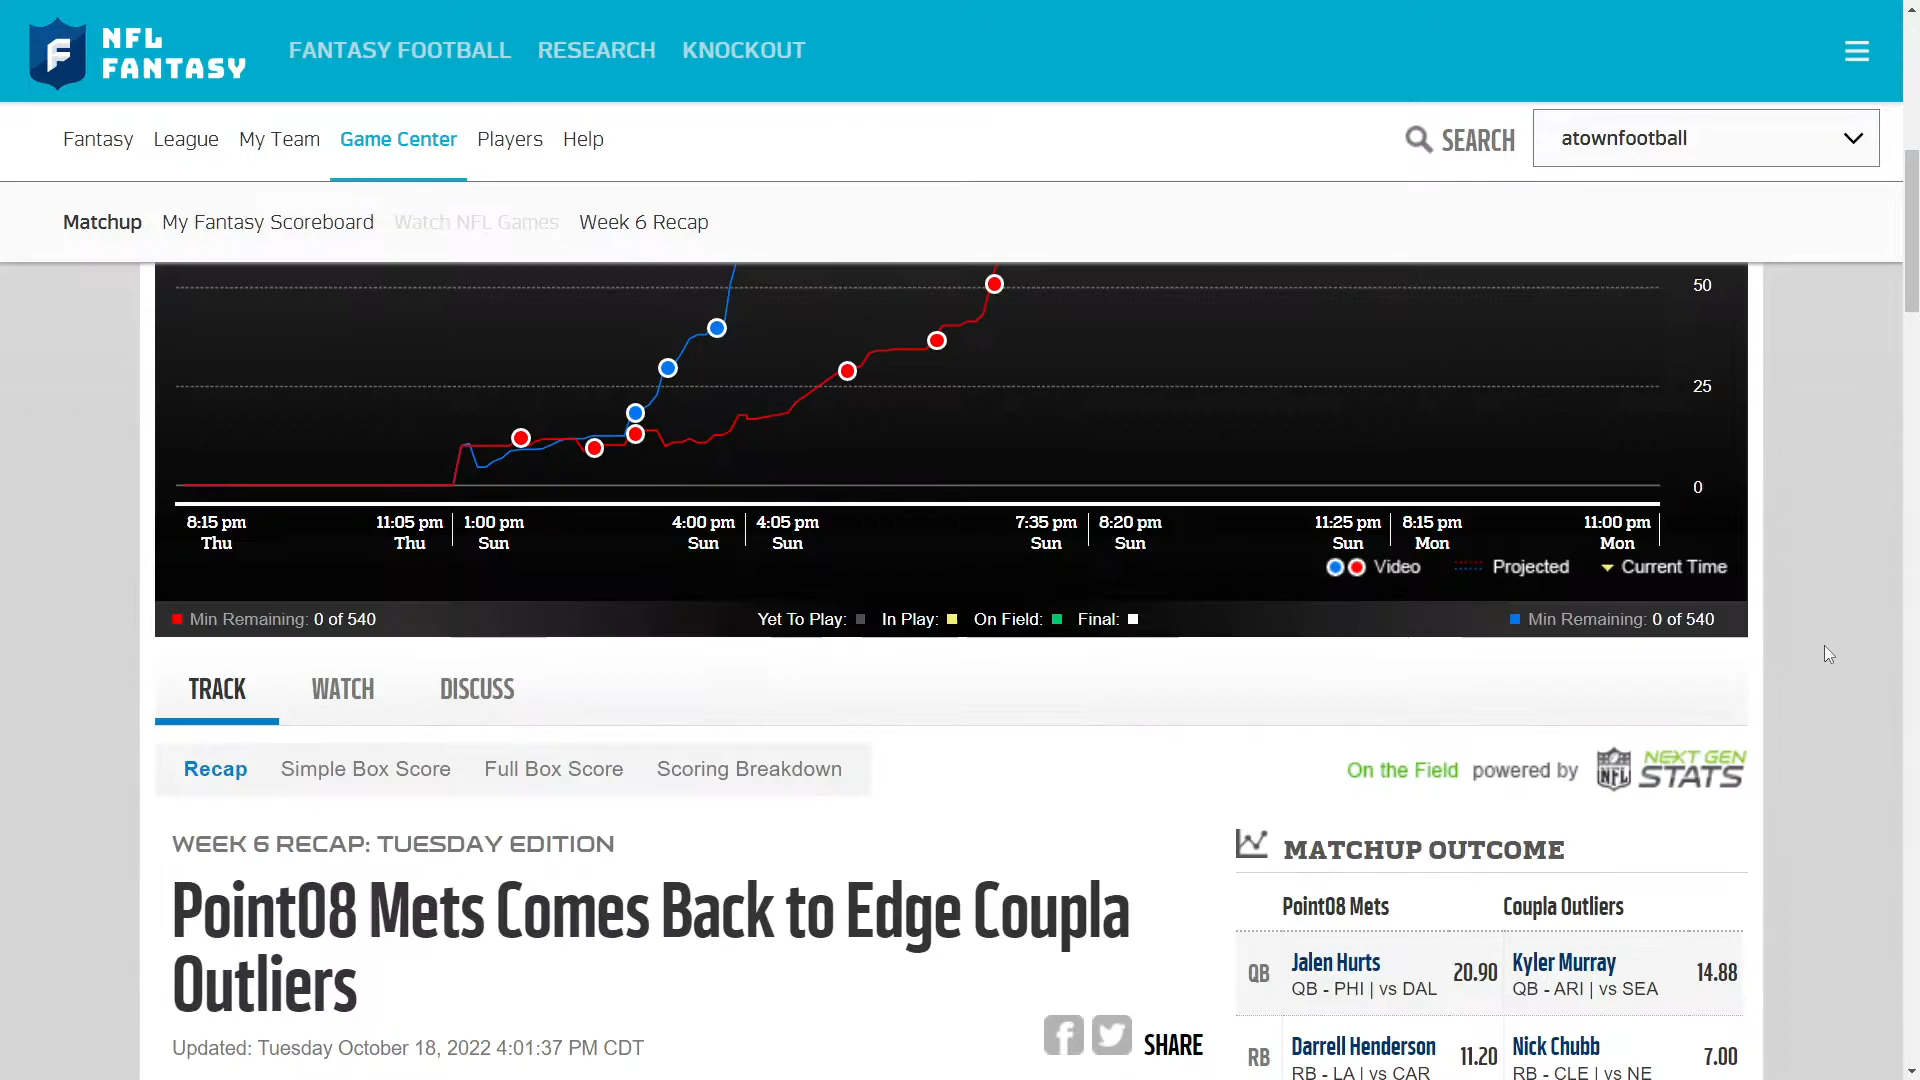 NFL FANTASY
FANTASY FOOTBALL RESEARCH KNOCKOUT
Fantasy League My Team Game Center Players Help
SEARCH atownfootball
Matchup My Fantasy Scoreboard Watch NFL Games Week 6 Recap
50
25
0
8:15 pm Thu
11:05 pm Thu
1:00 pm Sun
4:00 pm Sun
4:05 pm Sun
7:35 pm Sun
8:20 pm Sun
11:25 pm Sun
8:15 pm Mon
11:00 pm Mon
Video Projected Current Time
Min Remaining: 0 of 540
Yet To Play: In Play: On Field: Final:
Min Remaining: 0 of 540
TRACK WATCH DISCUSS
Recap Simple Box Score Full Box Score Scoring Breakdown
On the Field powered by NFL NEXT GEN STATS
WEEK 6 RECAP: TUESDAY EDITION
Point08 Mets Comes Back to Edge Coupla
Outliers
Updated: Tuesday October 18, 2022 4:01:37 PM CDT
SHARE
MATCHUP OUTCOME
Point08 Mets Coupla Outliers
QB Jalen Hurts 20.90 Kyler Murray 14.88
QB - PHI | vs DAL QB - ARI | vs SEA
RB Darrell Henderson 11.20 Nick Chubb 7.00
RB - LA | vs CAR RB - CLE | vs NE